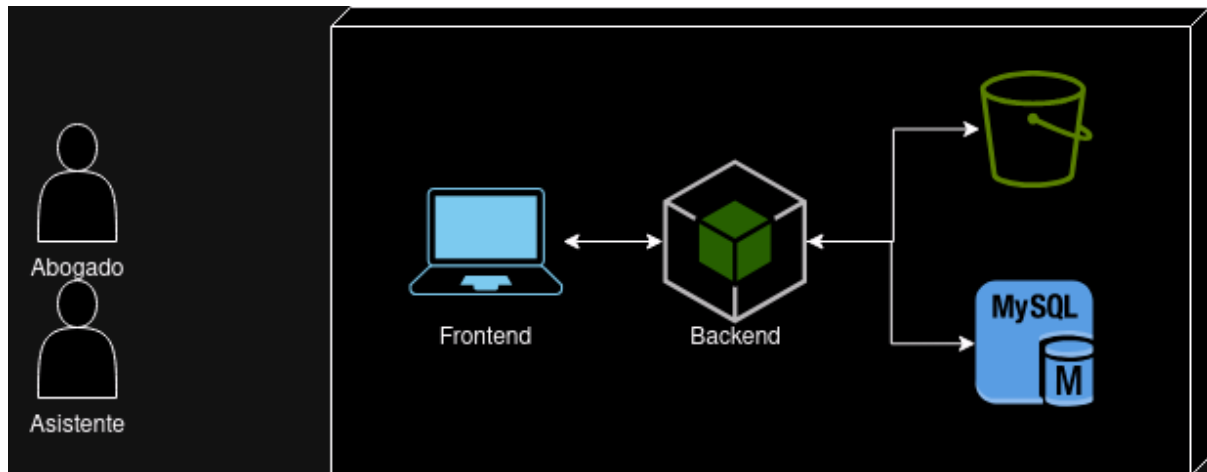 Abogado
Asistente
Frontend
Backend
MySQL
M